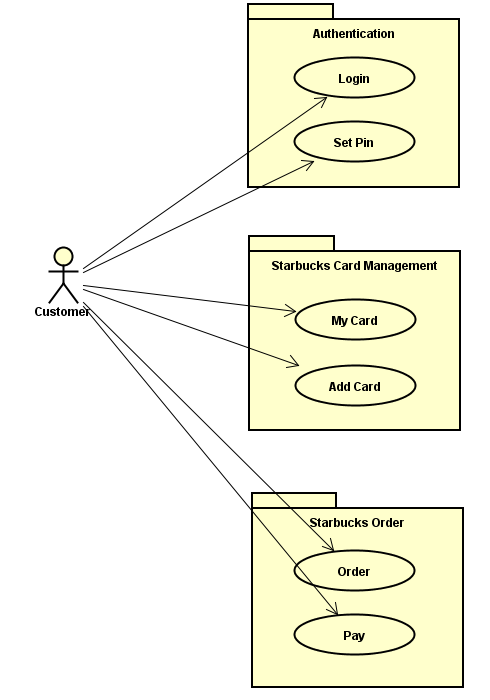 Authentication
Login
Set Pin
Customer
Starbucks Card Management
My Card
Add Card
Starbucks Order
Order
Pay